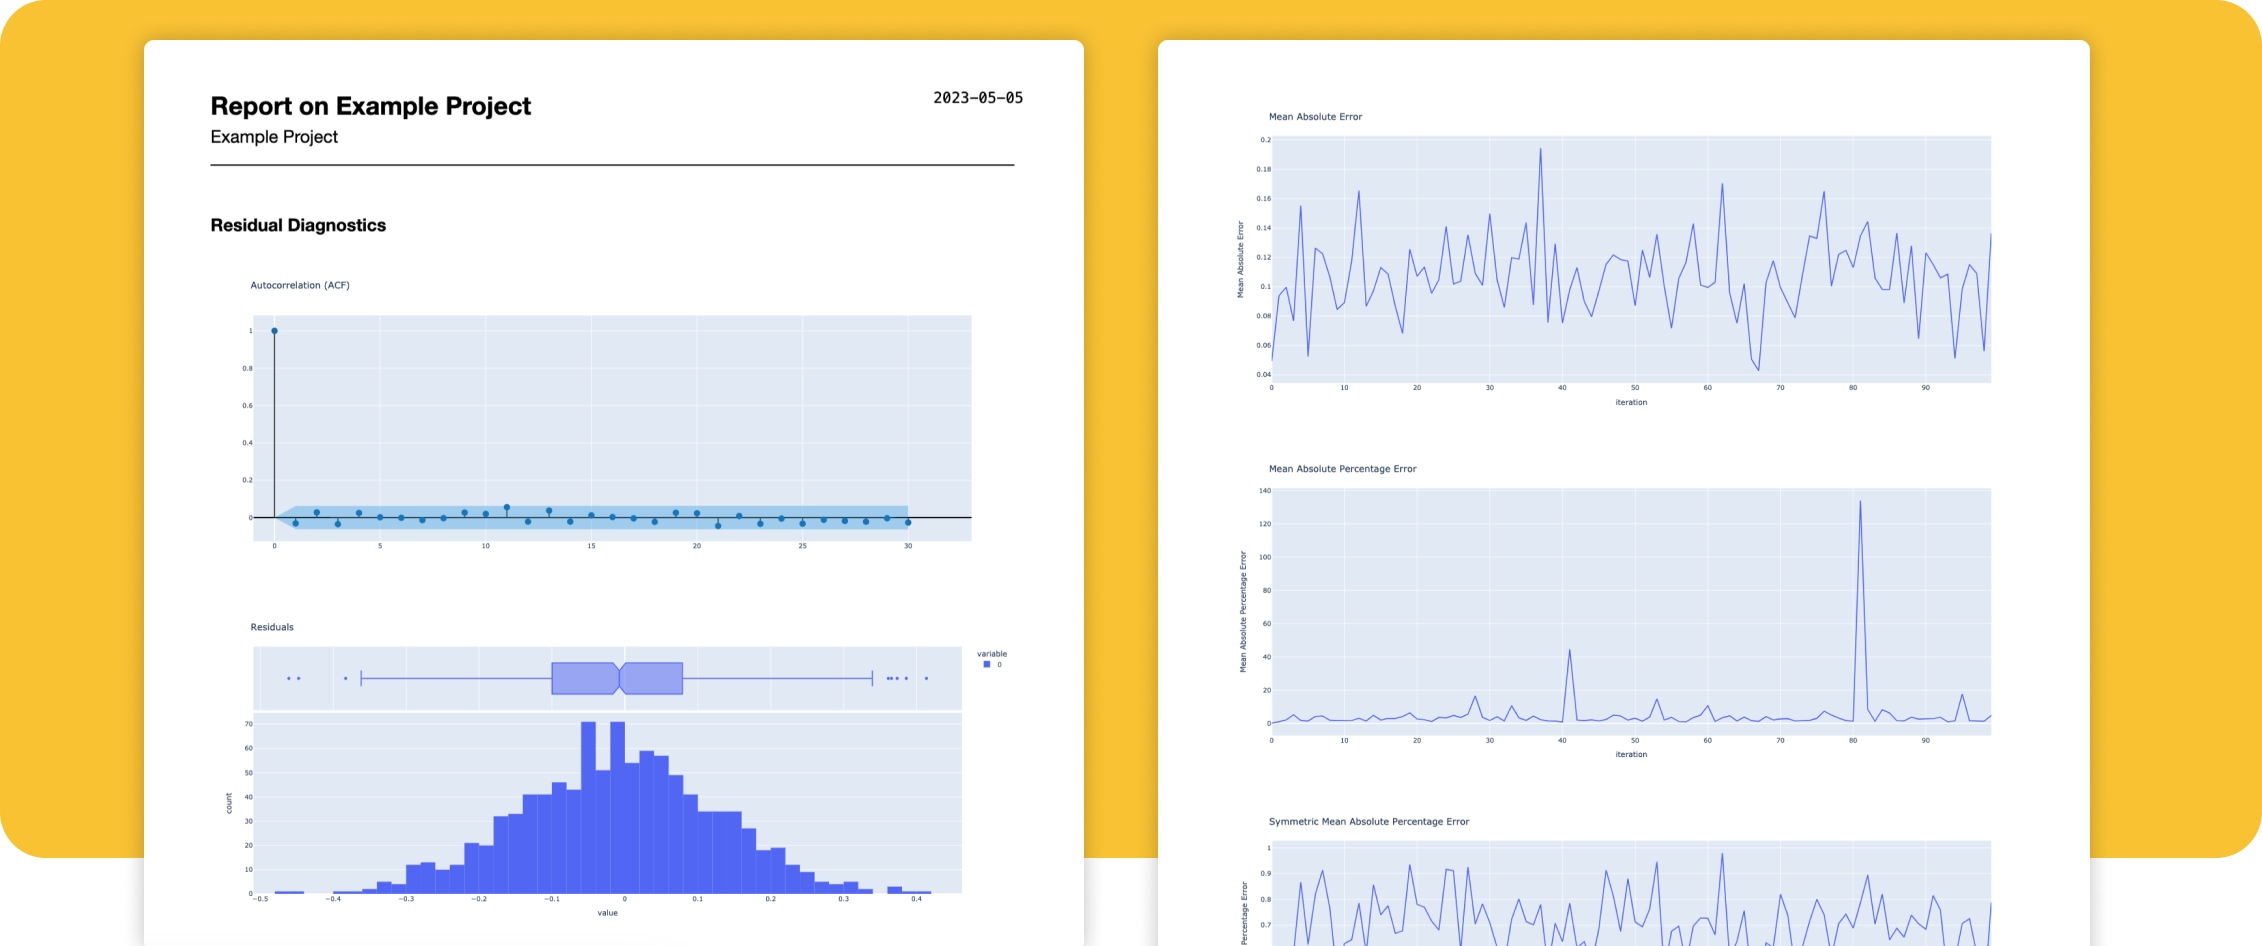 Report on Example Project
2023-05-05
Example Project
Residual Diagnostics
Autocorrelation (ACF)
1
0.8
0.6
0.4
0.2
0
0 5 10 15 20 25 30
Residuals
variable
0
70
60
50
40
30
20
10
0
count
−0.5 −0.4 −0.3 −0.2 −0.1 0 0.1 0.2 0.3 0.4
value
Mean Absolute Error
0.2
0.18
0.16
0.14
0.12
0.1
0.08
0.06
0.04
Mean Absolute Error
0 10 20 30 40 50 60 70 80 90
iteration
Mean Absolute Percentage Error
140
120
100
80
60
40
20
0
Mean Absolute Percentage Error
0 10 20 30 40 50 60 70 80 90
iteration
Symmetric Mean Absolute Percentage Error
1
0.9
0.8
0.7
Percentage Error